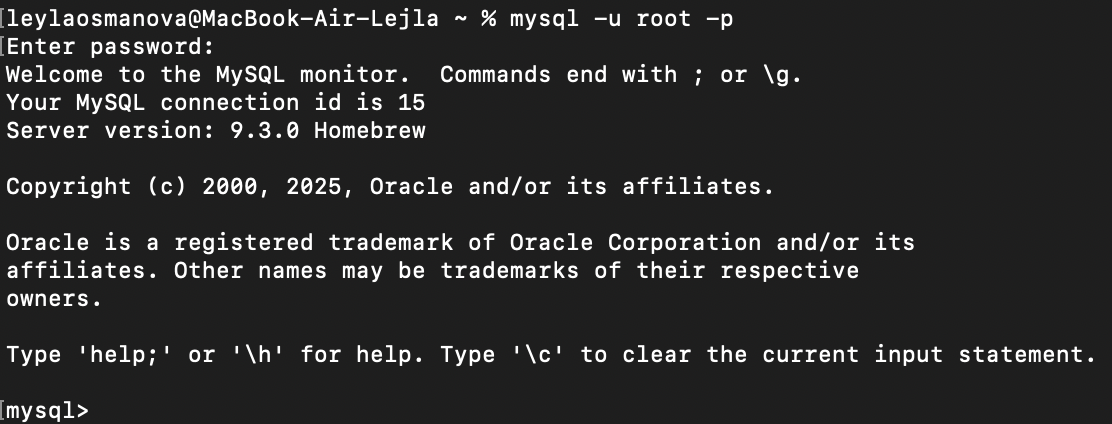 [leylaosmanova@MacBook-Air-Lejla ~ % mysql -u root -p
[Enter password:
Welcome to the MySQL monitor.  Commands end with ; or \g.
Your MySQL connection id is 15
Server version: 9.3.0 Homebrew
Copyright (c) 2000, 2025, Oracle and/or its affiliates.
Oracle is a registered trademark of Oracle Corporation and/or its
affiliates. Other names may be trademarks of their respective
owners.
Type 'help;' or '\h' for help. Type '\c' to clear the current input statement.
[mysql>